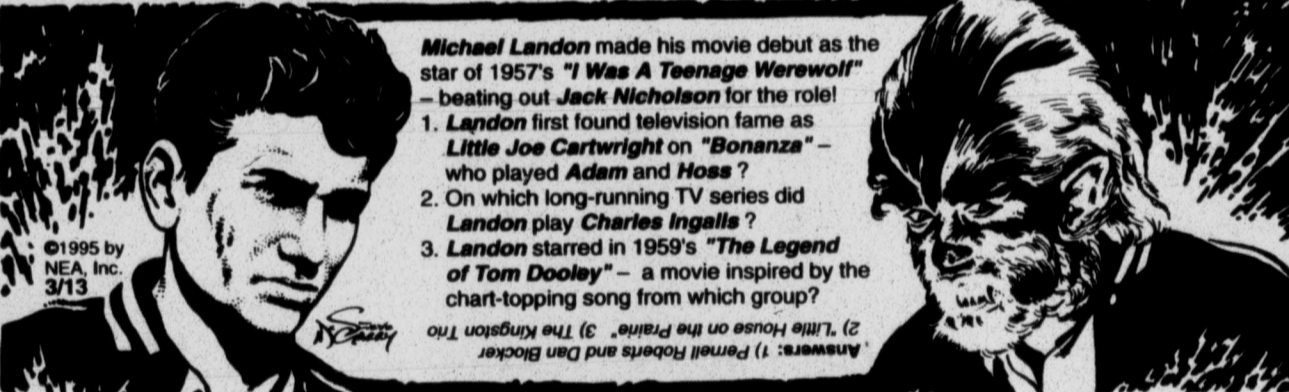 Michael Landon made his movie debut as the
star of 1957's "I Was A Teenage Werewolf"
– beating out Jack Nicholson for the role!
1. Landon first found television fame as
Little Joe Cartwright on "Bonanza" –
who played Adam and Hoss ?
2. On which long-running TV series did
Landon play Charles Ingalls ?
3. Landon starred in 1959's "The Legend
of Tom Dooley" – a movie inspired by the
chart-topping song from which group?
Answers: 1) Pernell Roberts and Dan Blocker
2) "Little House on the Prairie" 3) The Kingston Trio
©1995 by
NEA, Inc.
3/13